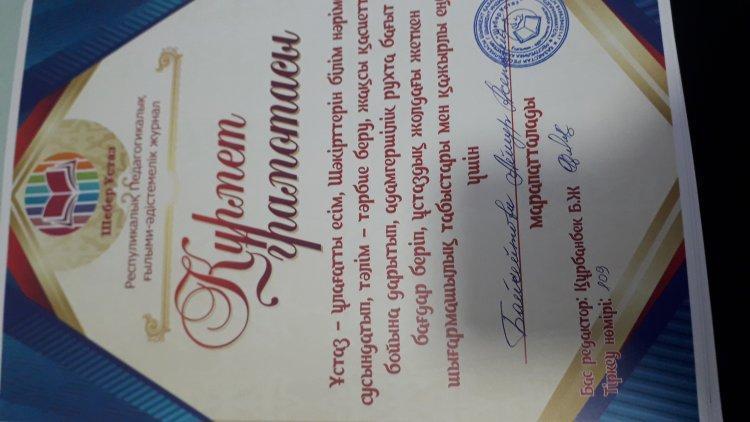 Шебер Ұстаз
Республикалық Педагогикалық
ғылыми-әдістемелік журнал
Құрмет
грамотасы
Ұстаз – ұлағатты есім, Шәкірттерін білім нәрімен
сусындатып, тәлім – тәрбие беру, жақсы қасиетті
бойына дарытып, адамгершілік рухта бағыт
бағдар беріп, ұстаздық жолдағы жеткен
шығармашылық табыстары мен қажырлы
үшін
марапатталады
Бас редактор: Құрбанбек Б.Ж
Тіркеу нөмірі: 109